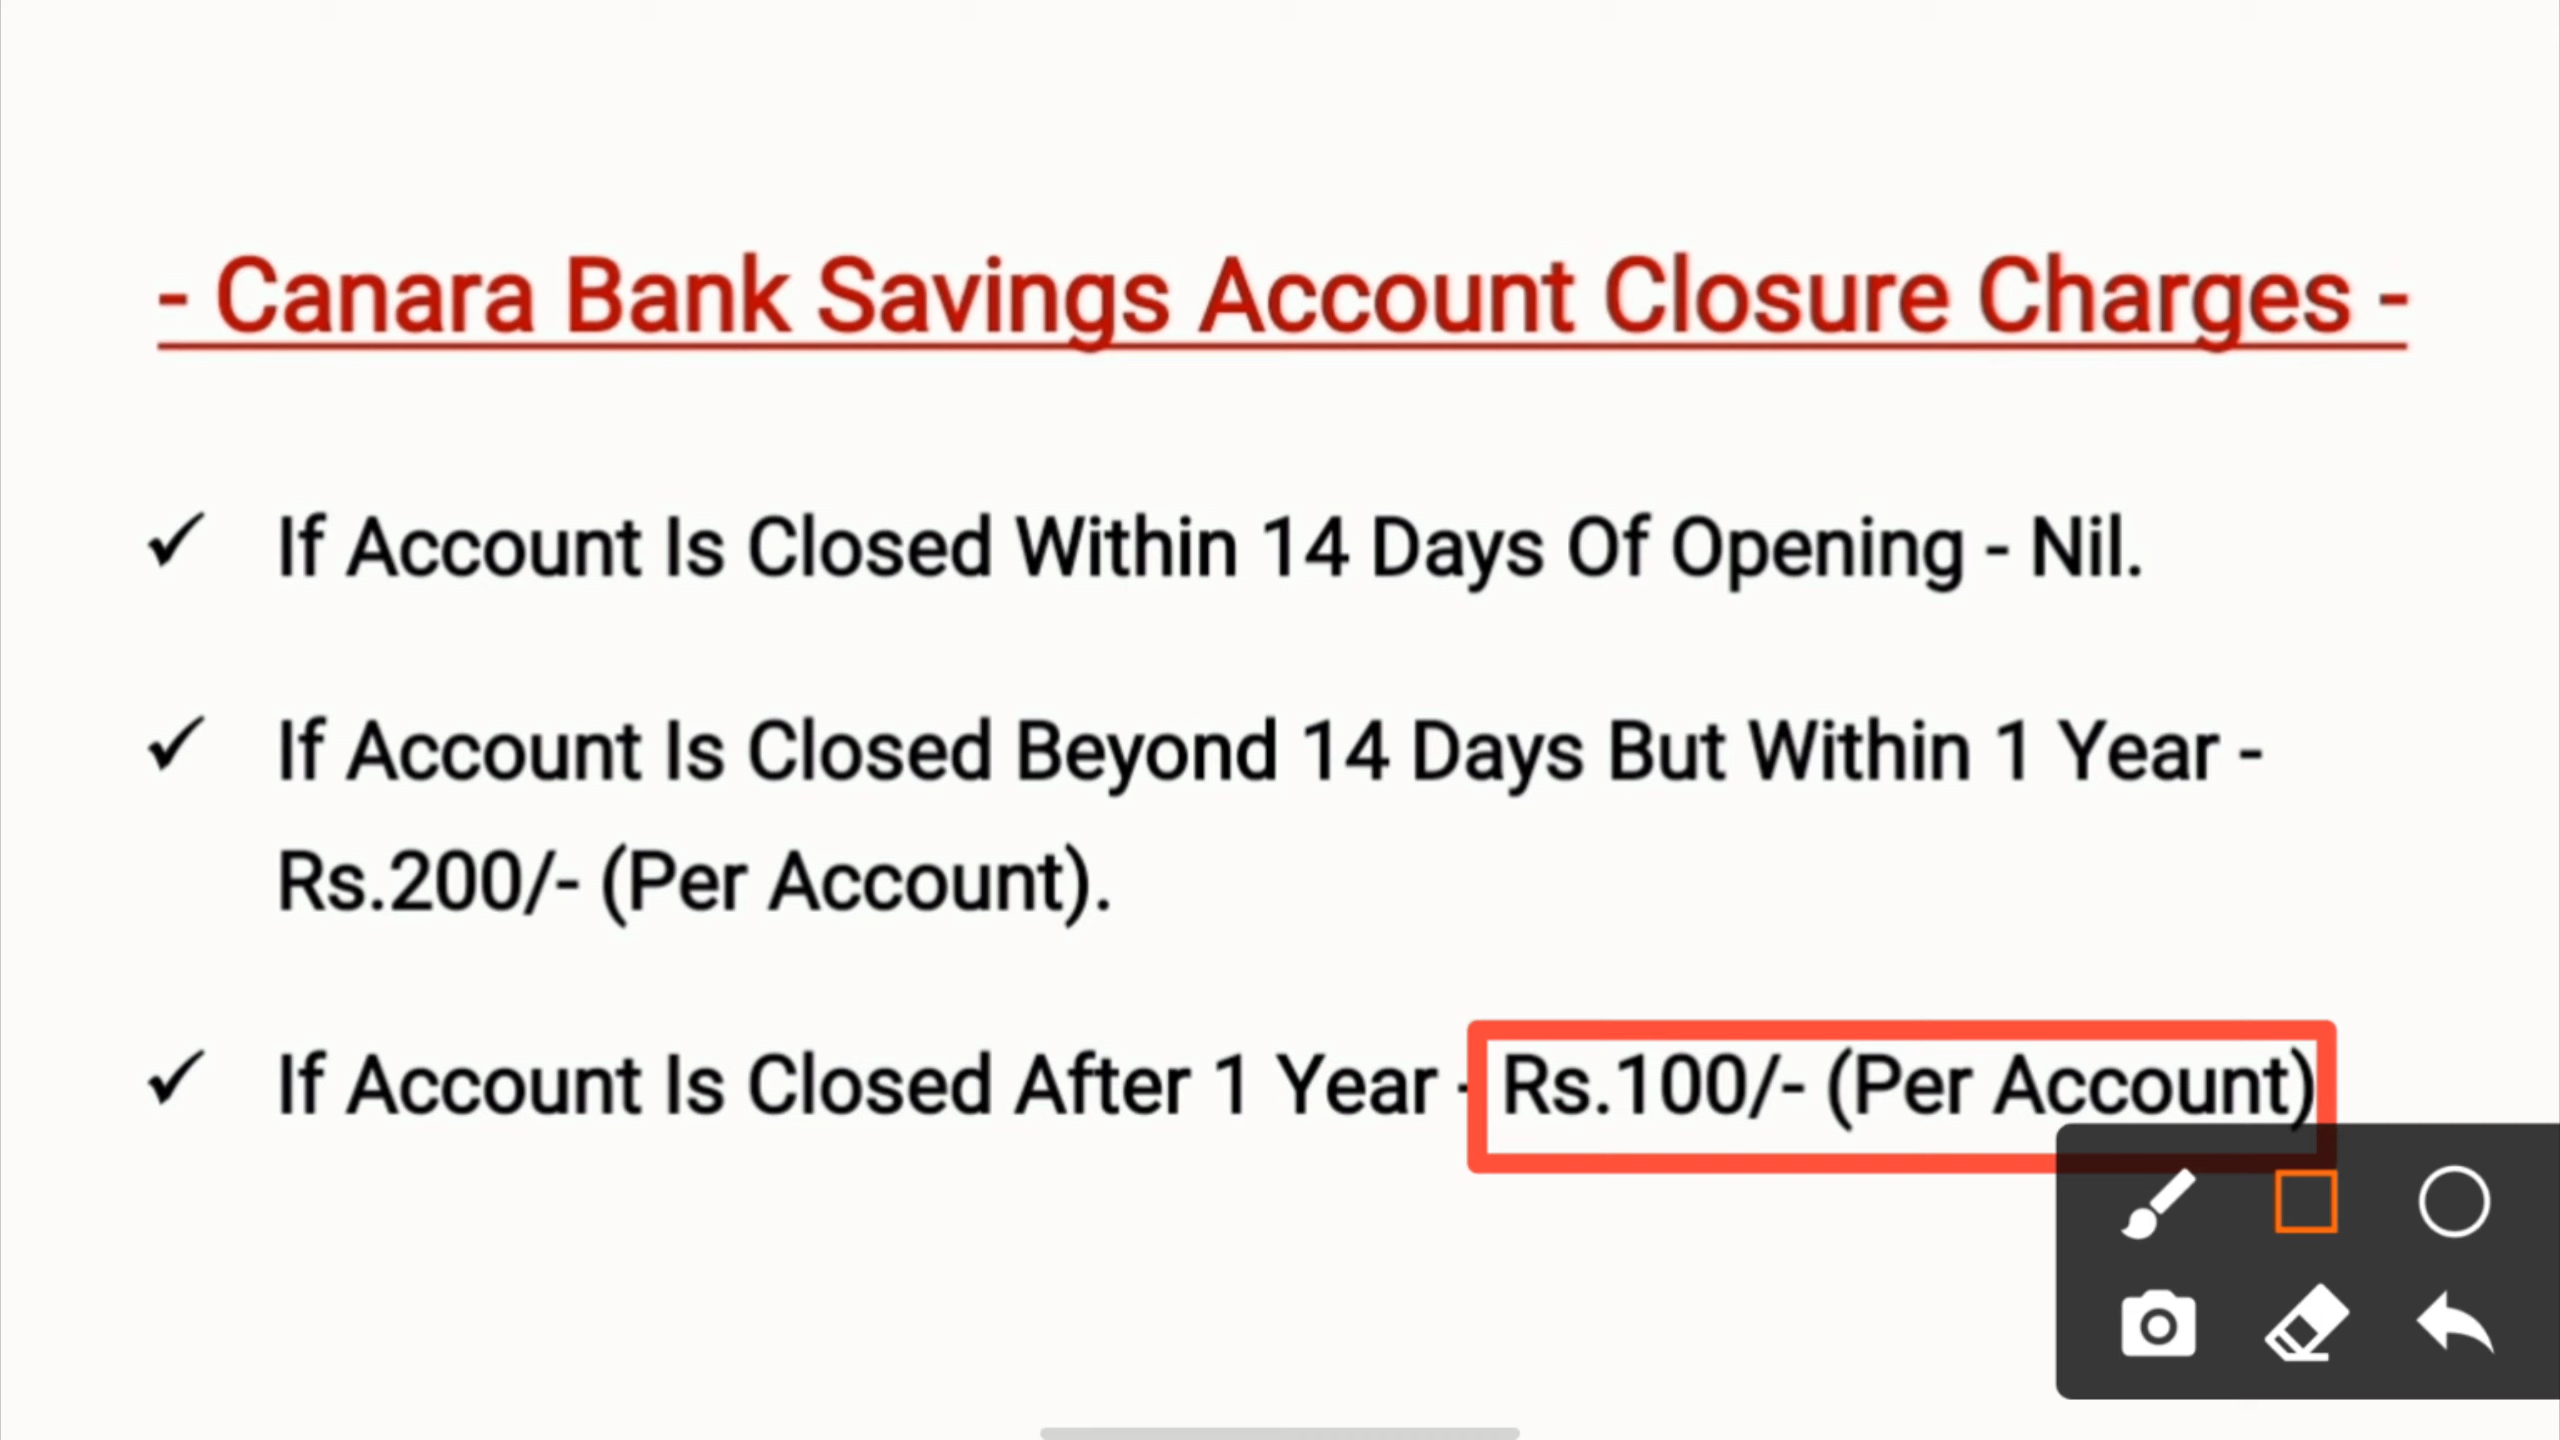 - Canara Bank Savings Account Closure Charges -
✓ If Account Is Closed Within 14 Days Of Opening - Nil.
✓ If Account Is Closed Beyond 14 Days But Within 1 Year -
Rs.200/- (Per Account).
✓ If Account Is Closed After 1 Year - Rs.100/- (Per Account)